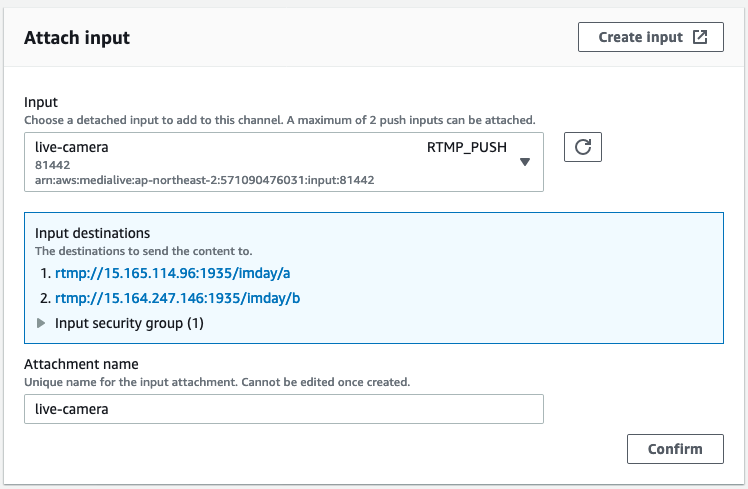 Attach input
Create input
Input
Choose a detached input to add to this channel. A maximum of 2 push inputs can be attached.
live-camera RTMP_PUSH
81442
arn:aws:medialive:ap-northeast-2:571090476031:input:81442
Input destinations
The destinations to send the content to.
1. rtmp://15.165.114.96:1935/imday/a
2. rtmp://15.164.247.146:1935/imday/b
Input security group (1)
Attachment name
Unique name for the input attachment. Cannot be edited once created.
live-camera
Confirm